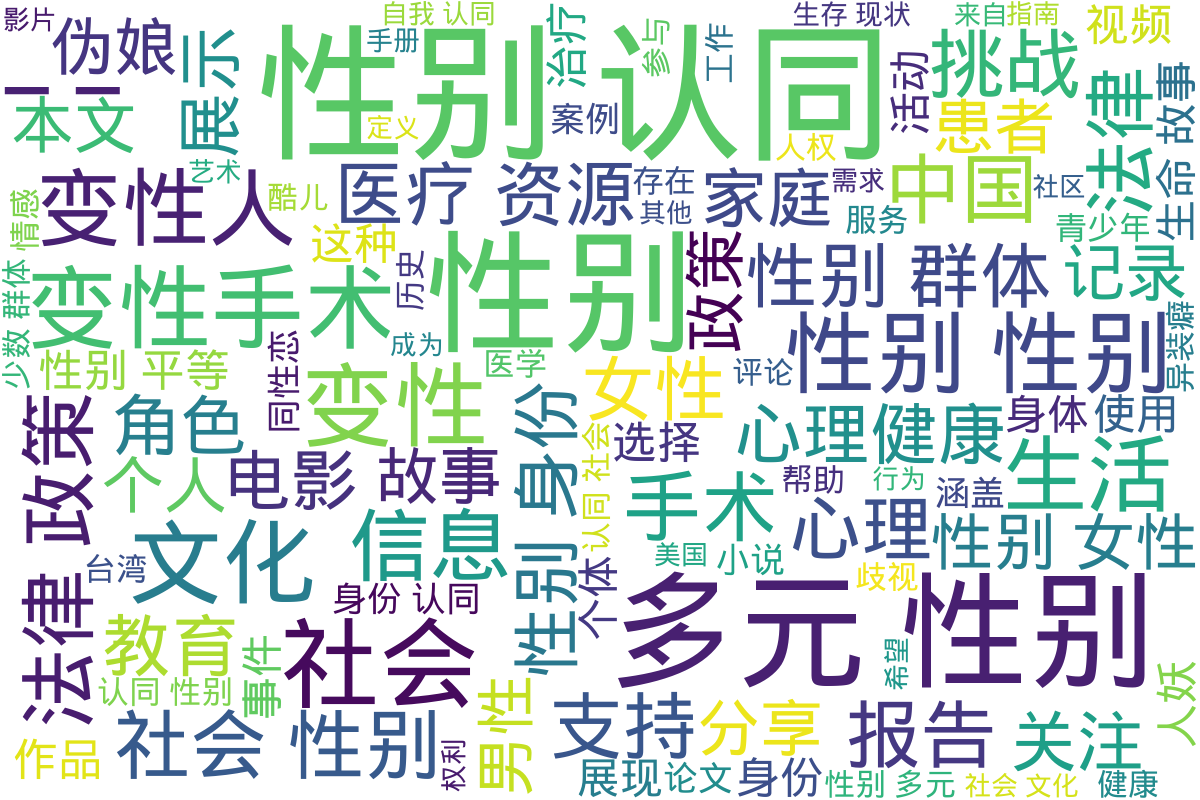 影片
自我 认同
生存 现状
来自
指南
视频
伪娘
手册
性别 认同
治疗
参与
工作
挑战
展示
一 一
本文
定义
案例
人权
活动
患者
法律
故事
艺术
变性人
酷儿
医疗 资源
存在
其他
家庭
需求
中国
社区
生命 故事
情感
这种
服务
青少年
变性手术
历史
性别
政策
性别 群体
记录
少数 群体
成为
医学
性别 性别
异装癖
性别 平等
同性恋
变性
女性
评论
法律 政策
角色
性别 身份
选择
心理健康
身体
使用
个人
电影 故事
认同 社会
手术
帮助
行为
涵盖
生活
文化
信息
心理
性别 女性
台湾
美国
小说
歧视
个体
身份 认同
社会
多元 性别
教育
事件
希望
认同 性别
人妖
作品
社会 性别
权利
男性
支持
分享
报告
关注
展现
论文
身份
性别 多元
社会 文化
健康